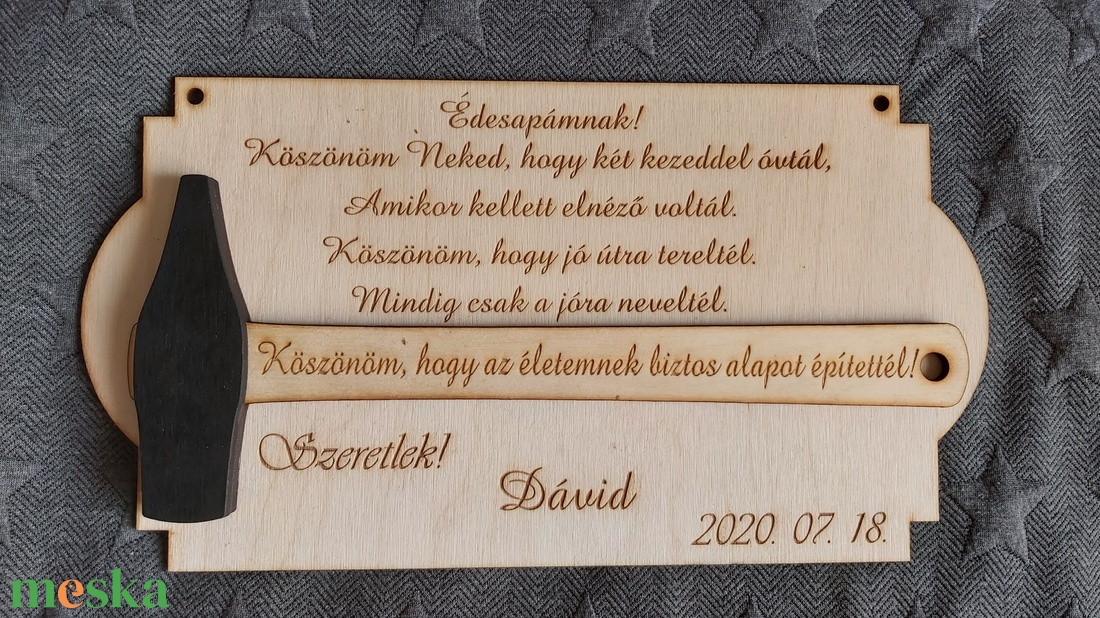 Édesapámnak!
Köszönöm Neked, hogy két kezeddel óvtál,
Amikor kellett elnéző voltál.
Köszönöm, hogy jó útra tereltél.
Mindig csak a jóra neveltél.
Köszönöm, hogy az életemnek biztos alapot építettél!
Szeretlek!
Dávid
2020. 07. 18.
meska